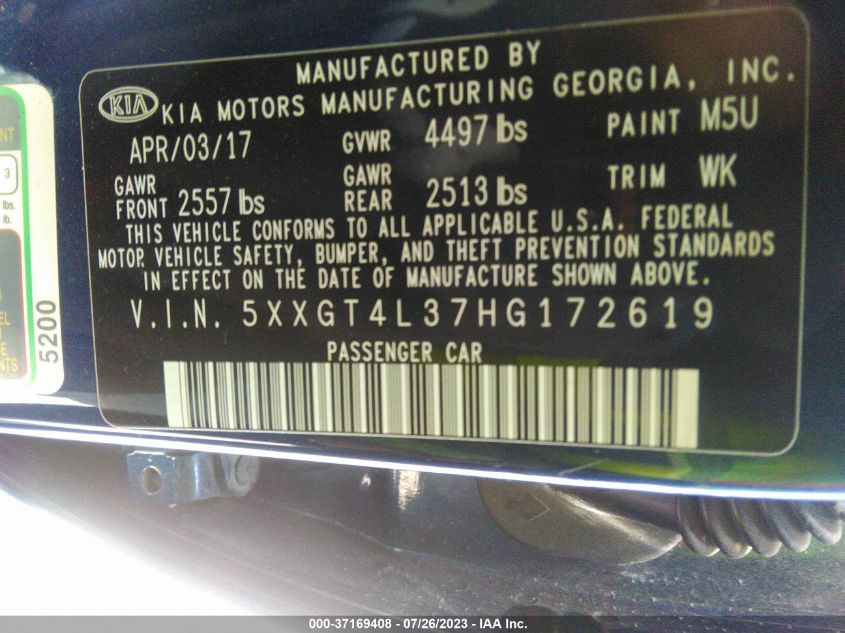 MANUFACTURED BY
KIA KIA MOTORS MANUFACTURING GEORGIA, INC.
APR/03/17 GVWR 4497 lbs PAINT M5U
GAWR FRONT 2557 lbs GAWR REAR 2513 lbs TRIM WK
THIS VEHICLE CONFORMS TO ALL APPLICABLE U.S.A. FEDERAL
MOTOR VEHICLE SAFETY, BUMPER, AND THEFT PREVENTION STANDARDS
IN EFFECT ON THE DATE OF MANUFACTURE SHOWN ABOVE.
V.I.N. 5XXGT4L37HG172619
PASSENGER CAR
3
lbs.
lb.
5200
000-37169408 - 07/26/2023 - IAA Inc.